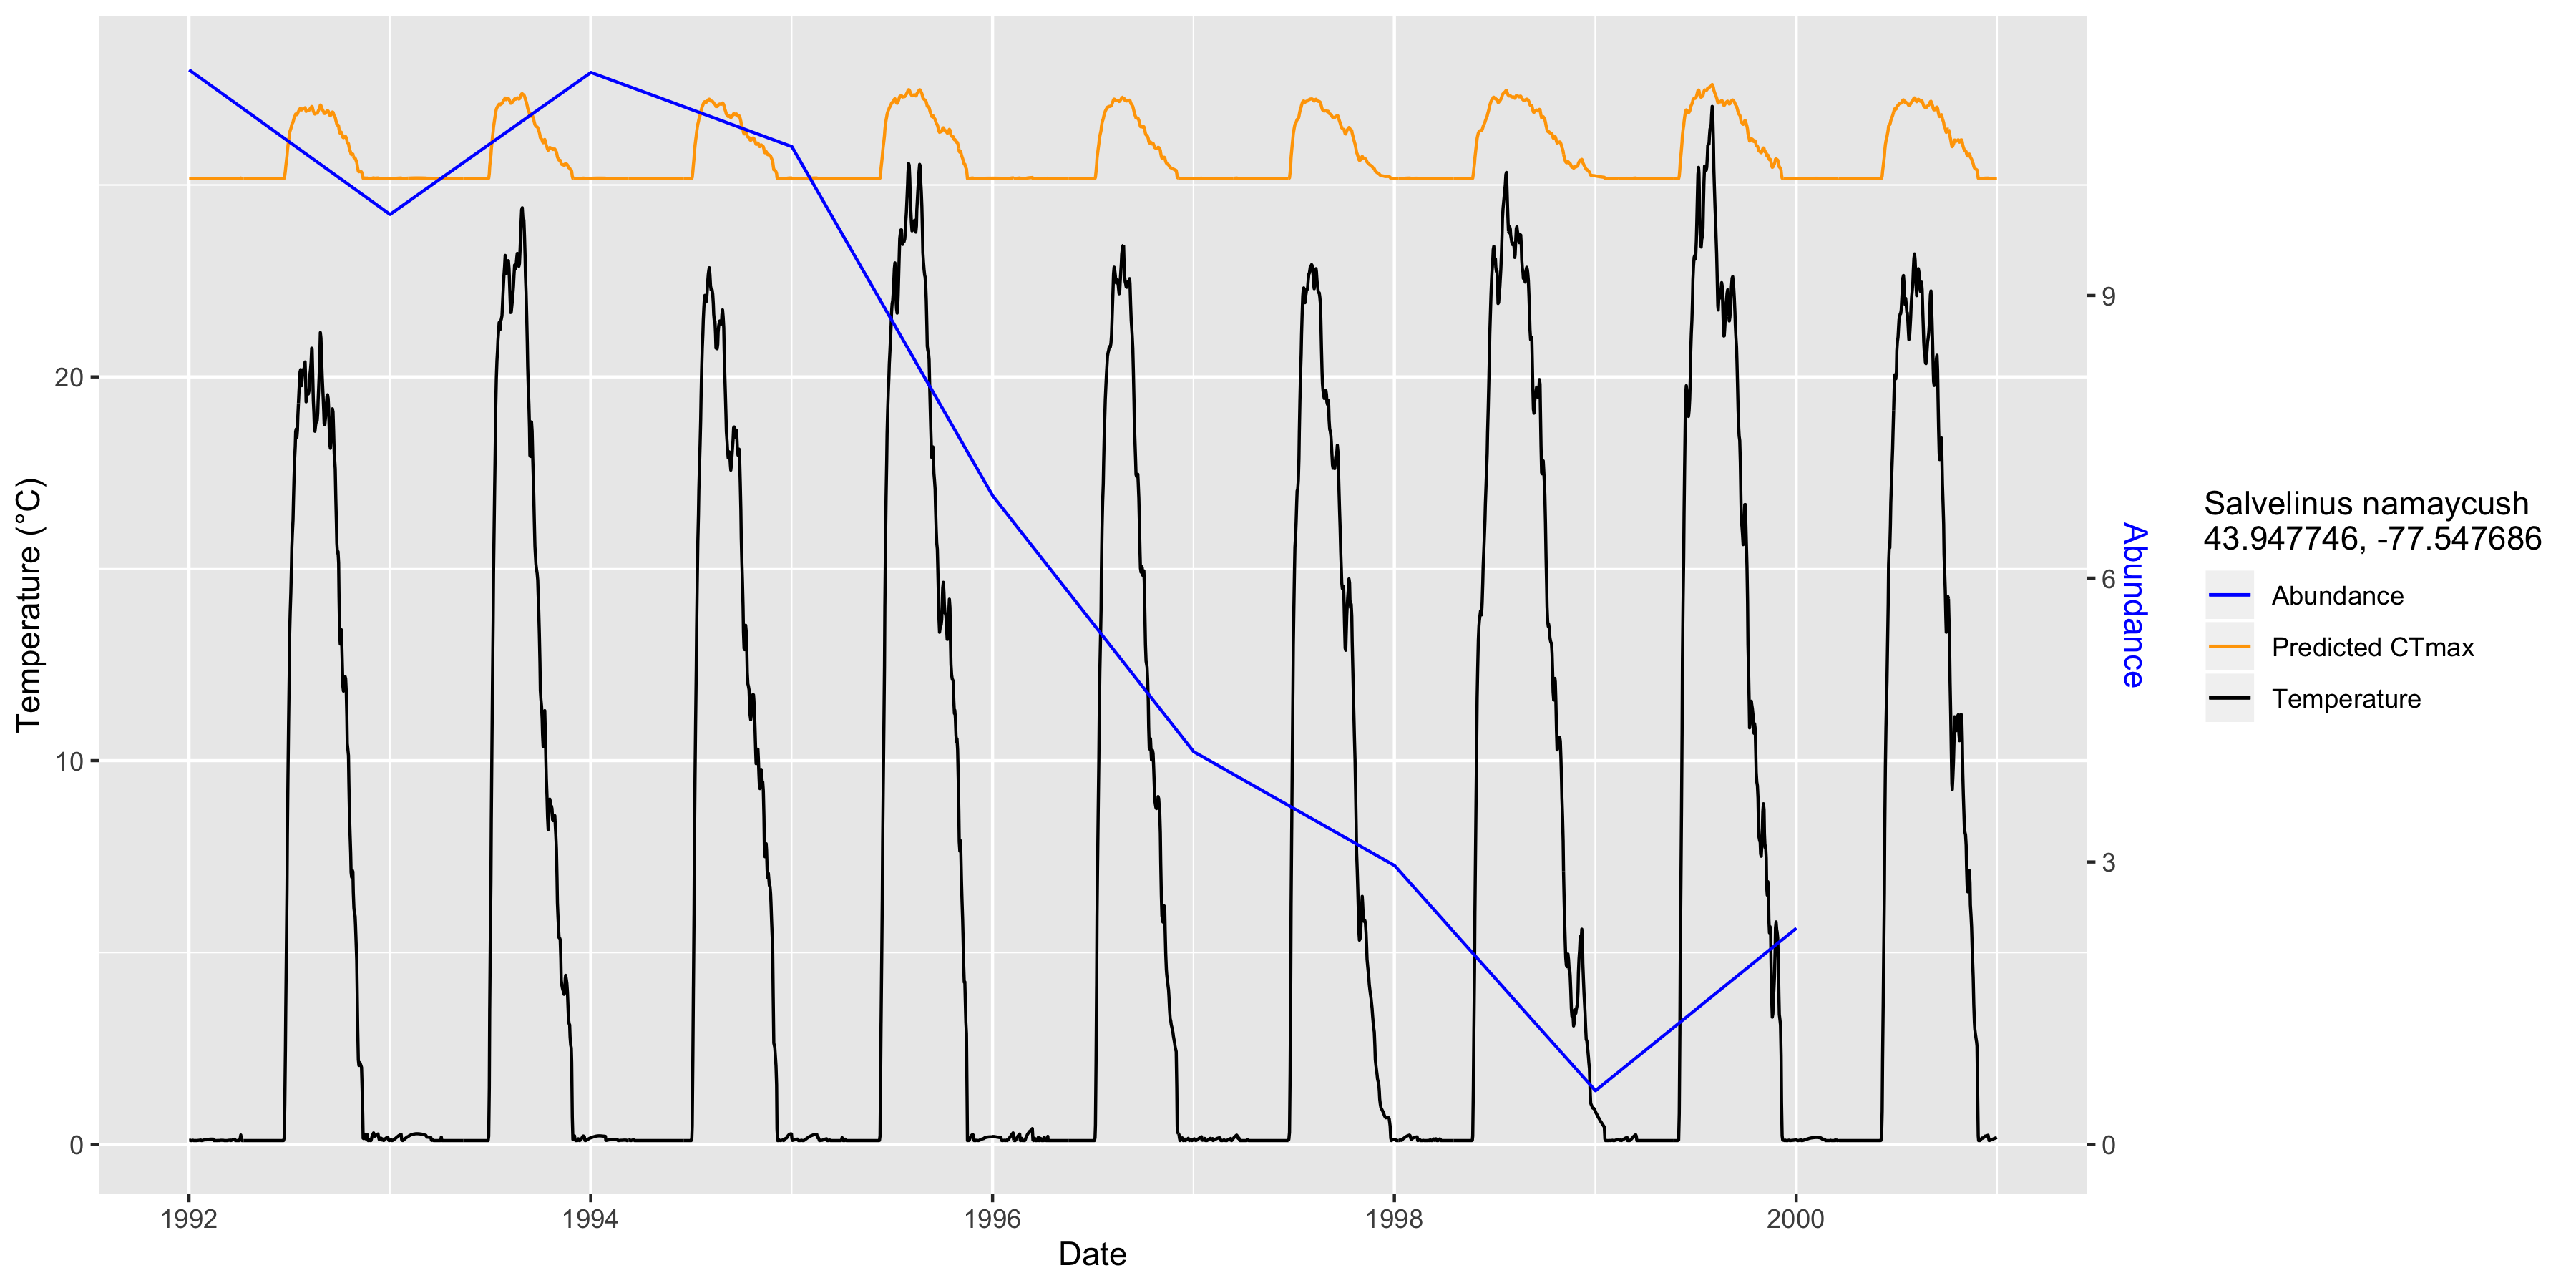 20
10
0
Temperature (°C)
1992
1994
1996
1998
2000
Date
9
6
3
0
Abundance
Salvelinus namaycush
43.947746, -77.547686
Abundance
Predicted CTmax
Temperature